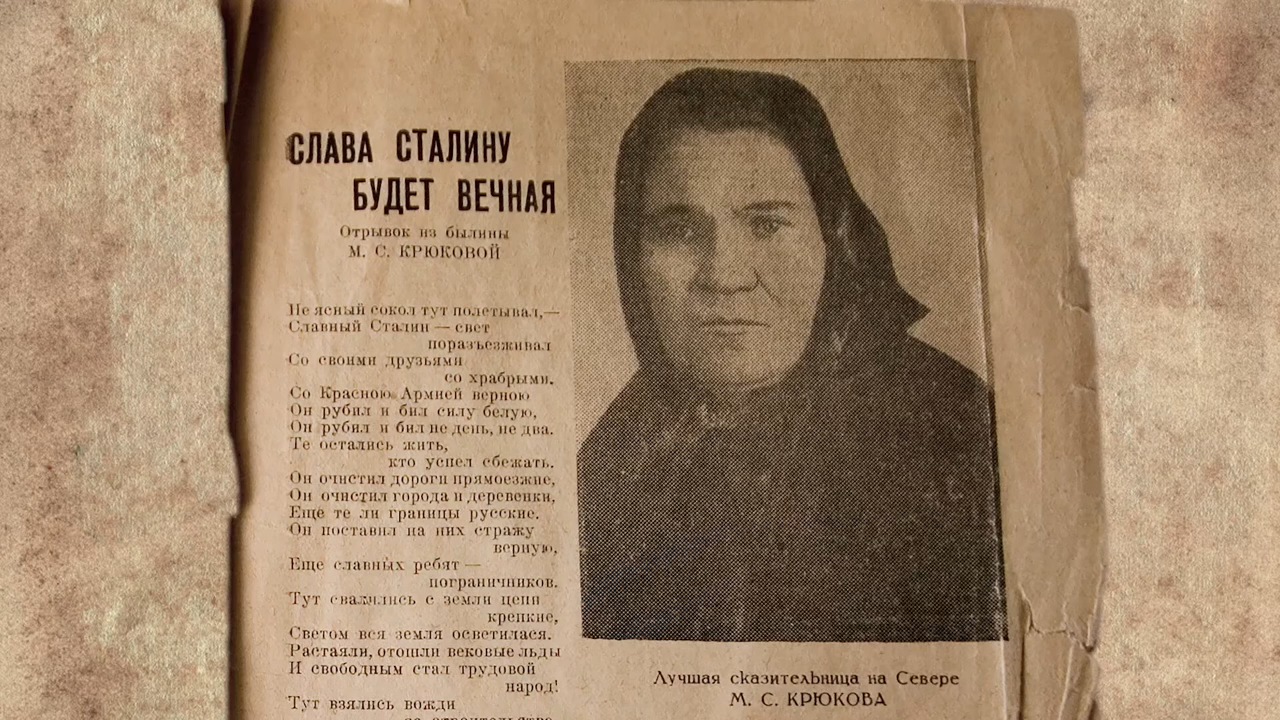 СЛАВА СТАЛИНУ
БУДЕТ ВЕЧНАЯ
Отрывок из былины
М. С. КРЮКОВОЙ
Не ясный сокол тут полетывал,—
Славный Сталин — свет
поразъезживал
Со своими друзьями
со храбрыми.
Со Красною Армией верною
Он рубил и бил силу белую,
Он рубил и бил не день, не два.
Те остались жить,
кто успел сбежать.
Он очистил дороги прямоезжие,
Он очистил города и деревенки,
Еще те ли границы русские.
Он поставил на них стражу
верную,
Еще славных ребят —
пограничников.
Тут свалились с земли цепи
крепкие,
Светом вся земля осветилася.
Растаяли, отошли вековые льды
И свободным стал трудовой
народ!
Тут взялись вожди
Лучшая сказительница на Севере
М. С. КРЮКОВА